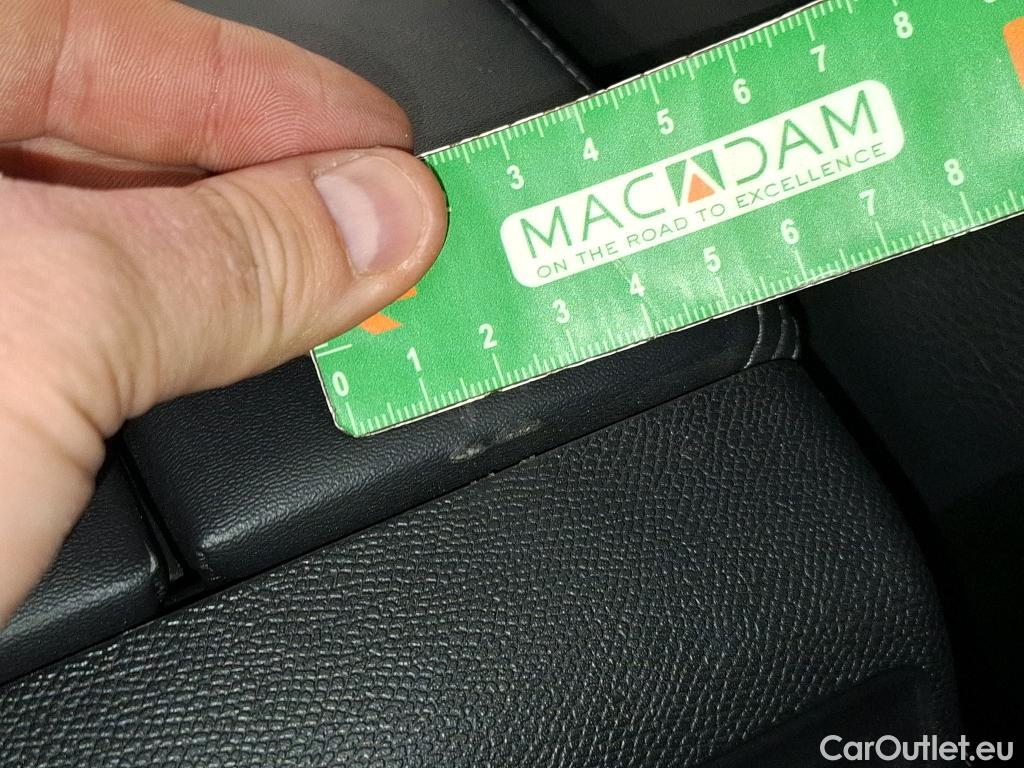 3 4 5 6 7 8
MACADAM
ON THE ROAD TO EXCELLENCE
0 1 2 3 4 5 6 7 8
CarOutlet.eu